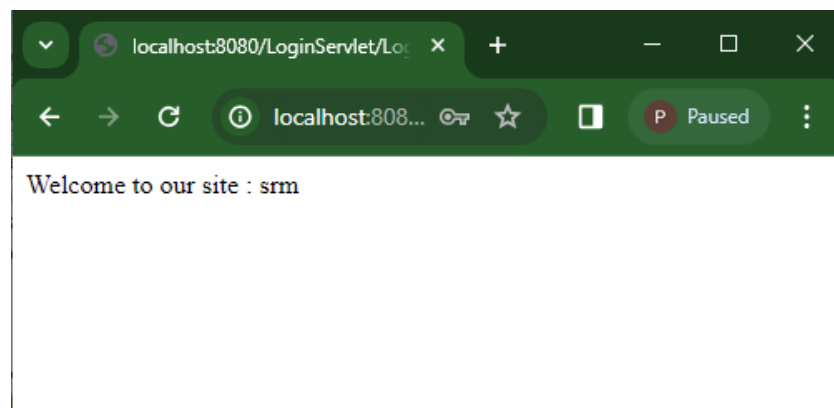 localhost:8080/LoginServlet/Log
localhost:808...
P Paused
Welcome to our site : srm